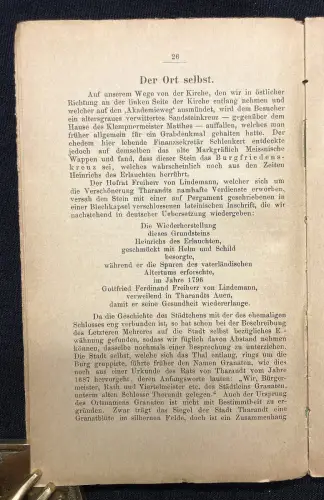 26
Der Ort selbst.
Auf unserem Wege von der Kirche, den wir in östlicher
Richtung an der linken Seite der Kirche entlang nehmen und
welcher auf den ‚Akademieweg‘ ausmündet, wird dem Besucher
ein altersgraues verwittertes Sandsteinkreuz — gegenüber dem
Hause des Klempnermeister Matthes — auffallen, welches man
früher allgemein für ein Grabdenkmal gehalten hatte. Der
ehedem hier lebende Finanzsekretär Schlenkert entdeckte
jedoch auf demselben das alte Markgräflich Meissnische
Wappen und fand, dass dieser Stein das Burgfriedens-
kreuz sei, welches wahrscheinlich noch aus den Zeiten
Heinrichs des Erlauchten herrührt.
Der Hofrat Freiherr von Lindemann, welcher sich um
die Verschönerung Tharandts namhafte Verdienste erworben,
versah den Stein mit einer auf Pergament geschriebenen in
einer Blechkapsel verschlossenen lateinischen Inschrift, die wir
nachstehend in deutscher Uebersetzung wiedergeben:
Die Wiederherstellung
dieses Grundsteins
Heinrichs des Erlauchten,
geschmückt mit Helm und Schild
besorgte,
während er die Spuren des vaterländischen
Altertums erforschte,
im Jahre 1796
Gottfried Ferdinand Freiherr von Lindemann,
verweilend in Tharandts Auen,
damit er seine Gesundheit wiedererlange.
Da die Geschichte des Städtchens mit der des ehemaligen
Schlosses eng verbunden ist, so hat schon bei der Beschreibung
des Letzteren Mehreres auf die Stadt selbst bezügliches Er-
wähnung gefunden, sodass wir füglich davon Abstand nehmen
können, dasselbe nochmals einer Besprechung zu unterziehen.
Die Stadt selbst, welche sich das Thal entlang, rings um die
Burg gruppiste, führte früher den Namen Granaten, wie dies
noch aus einer Urkunde des Rats von Tharandt vom Jahre
1687 hervorgeht, deren Anfangsworte lauten: „Wir, Bürge-
meister, Rath und Viertelmeister etc. des Städtleins Granaten,
unterm alten Schlosse Tharandt gelegen.“ Auch der Ursprung
des Ortsnamens Granaten ist nicht mit Bestimmtheit zu er-
gründen. Zwar trägt das Siegel der Stadt Tharandt eine
Granatblüte im silbernen Felde, doch ist ein Zusammenhang